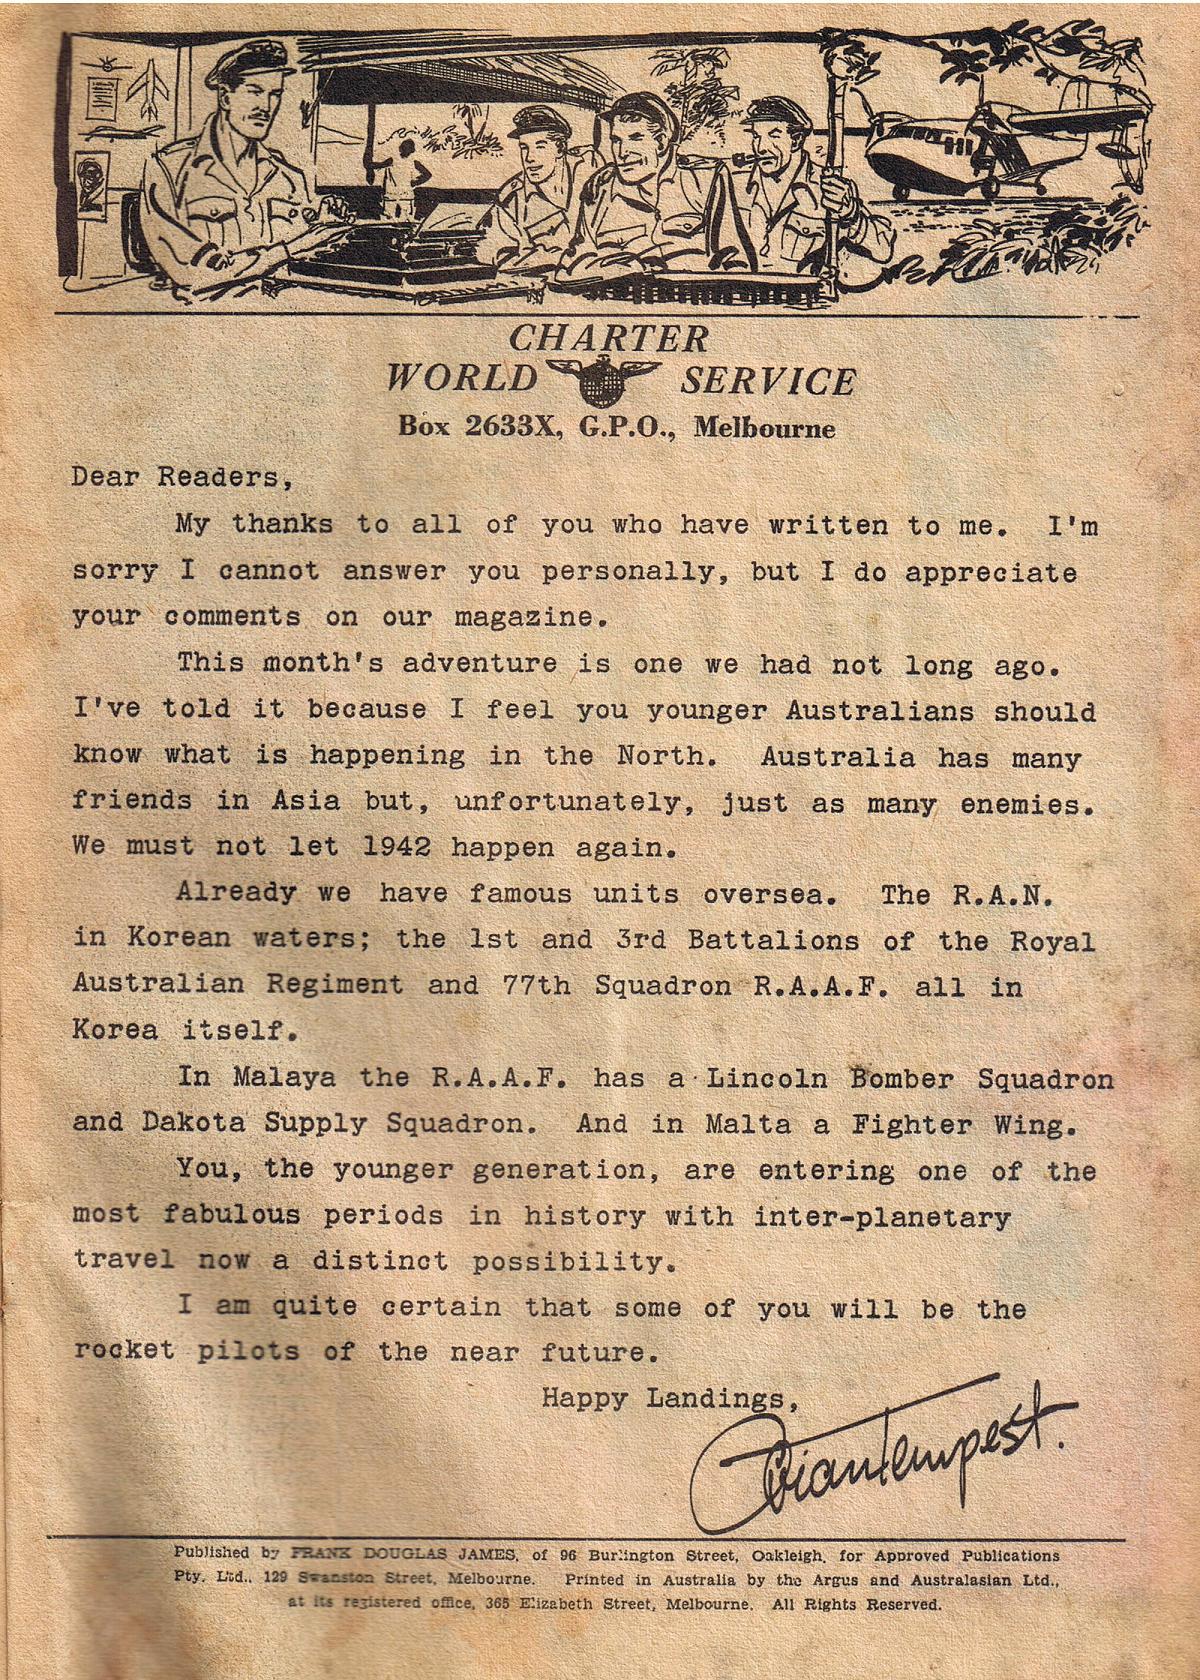 CHARTER
WORLD SERVICE
Box 2633X, G.P.O., Melbourne
Dear Readers,
My thanks to all of you who have written to me. I'm
sorry I cannot answer you personally, but I do appreciate
your comments on our magazine.
This month's adventure is one we had not long ago.
I've told it because I feel you younger Australians should
know what is happening in the North. Australia has many
friends in Asia but, unfortunately, just as many enemies.
We must not let 1942 happen again.
Already we have famous units oversea. The R.A.N.
in Korean waters; the 1st and 3rd Battalions of the Royal
Australian Regiment and 77th Squadron R.A.A.F. all in
Korea itself.
In Malaya the R.A.A.F. has a Lincoln Bomber Squadron
and Dakota Supply Squadron. And in Malta a Fighter Wing.
You, the younger generation, are entering one of the
most fabulous periods in history with inter-planetary
travel now a distinct possibility.
I am quite certain that some of you will be the
rocket pilots of the near future.
Happy Landings,
Brian Tempest.
Published by FRANK DOUGLAS JAMES, of 96 Burlington Street, Oakleigh, for Approved Publications
Pty. Ltd., 129 Swanston Street, Melbourne. Printed in Australia by the Argus and Australasian Ltd.,
at its registered office, 365 Elizabeth Street, Melbourne. All Rights Reserved.